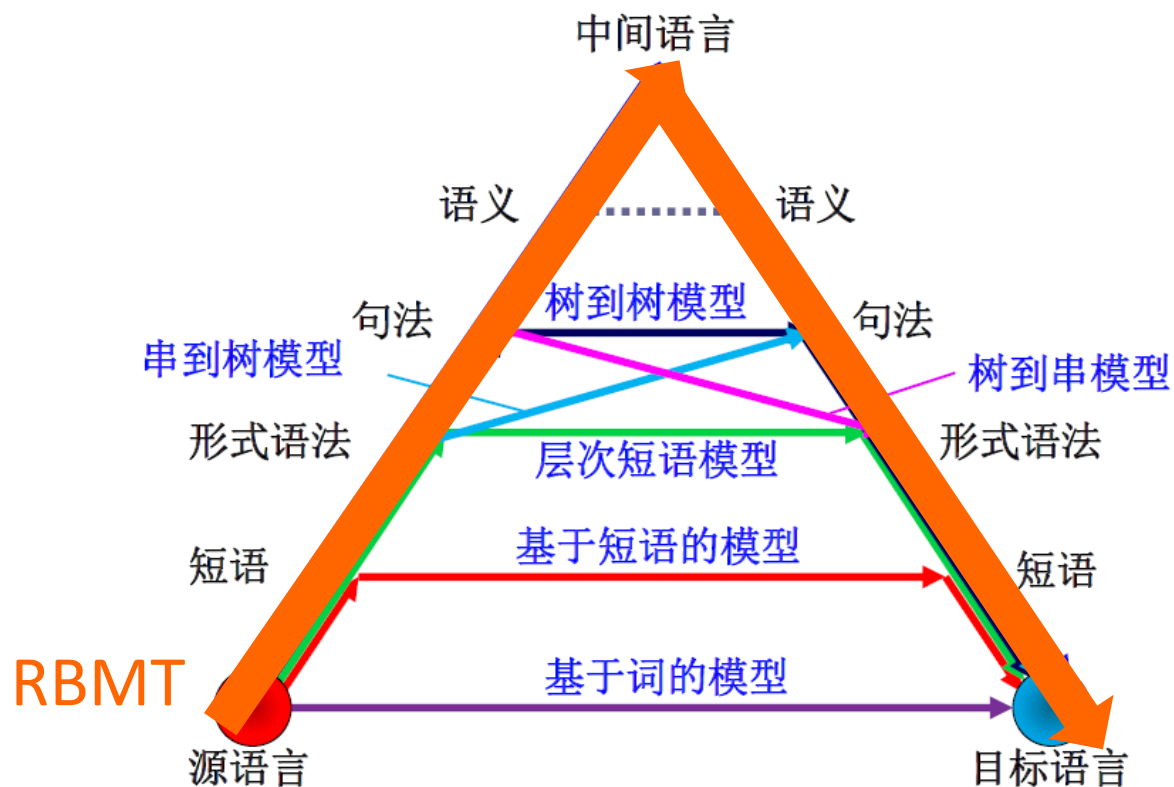 中间语言
语义
语义
树到树模型
句法
句法
串到树模型
树到串模型
形式语法
形式语法
层次短语模型
基于短语的模型
短语
短语
RBMT
基于词的模型
源语言
目标语言